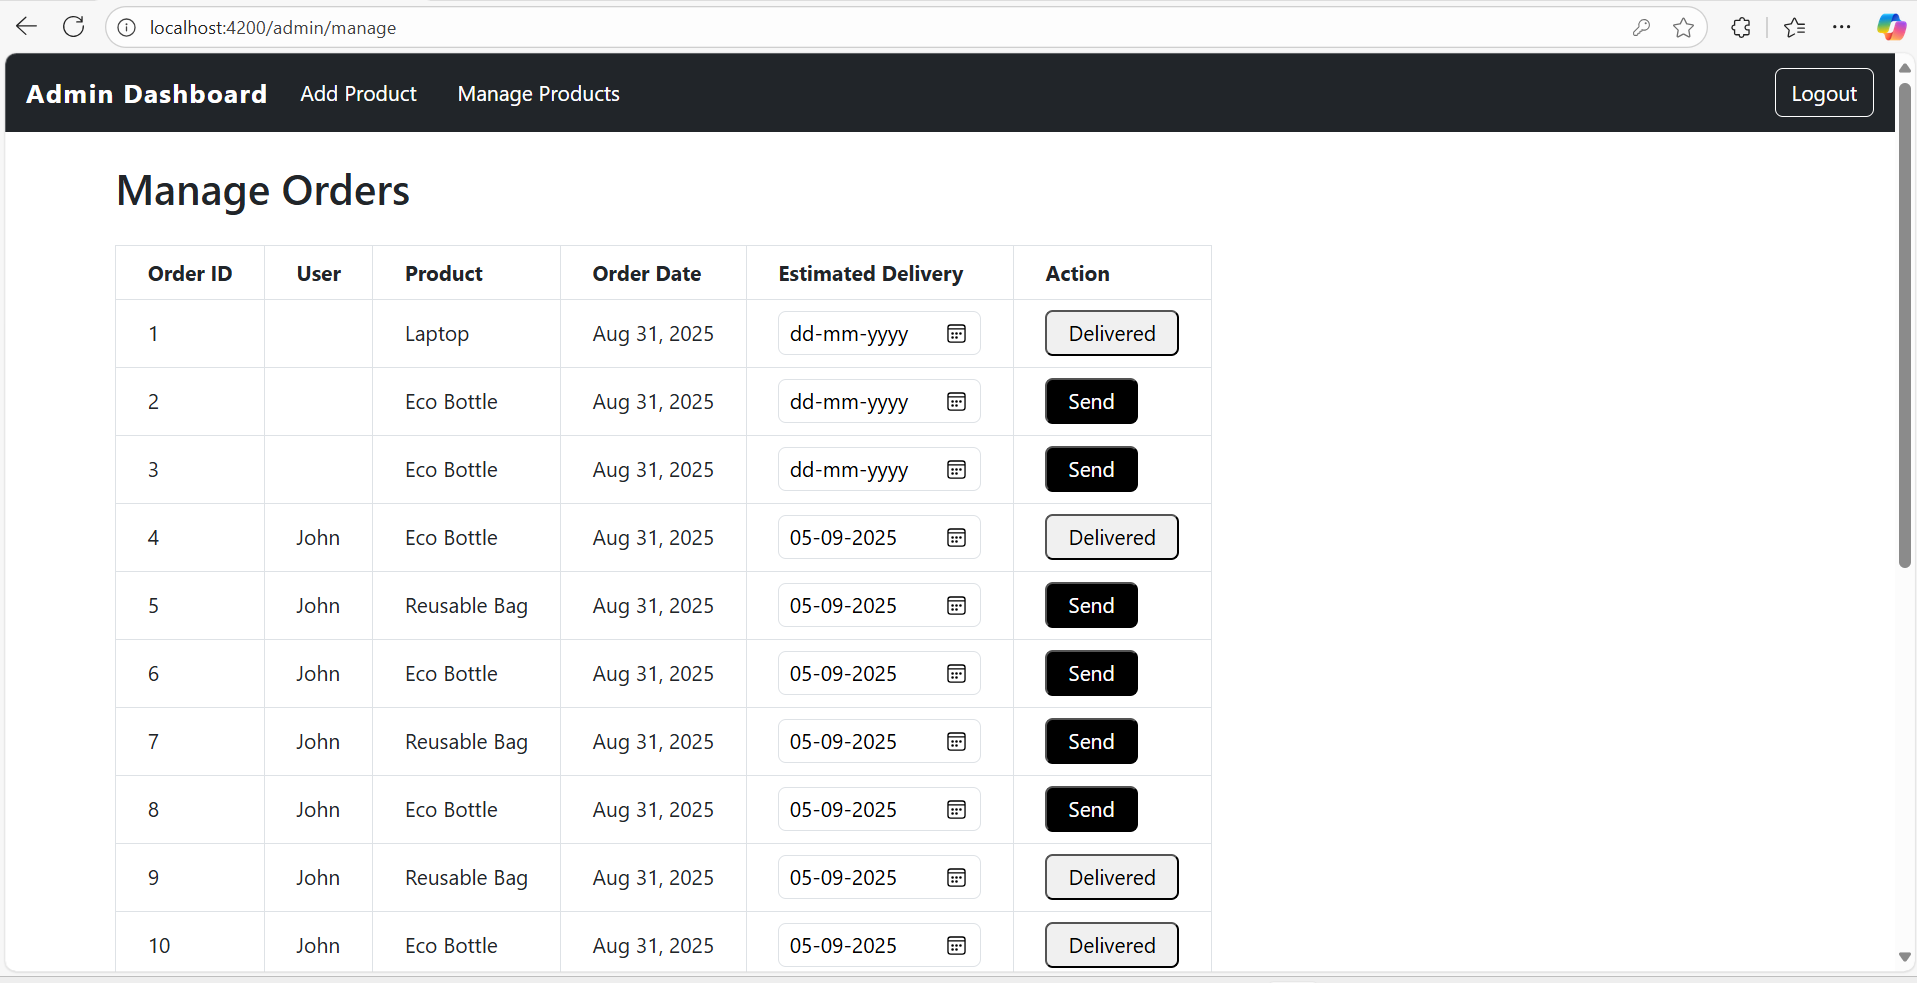 localhost:4200/admin/manage
Admin Dashboard Add Product Manage Products Logout
Manage Orders
Order ID User Product Order Date Estimated Delivery Action
1 Laptop Aug 31, 2025 dd-mm-yyyy Delivered
2 Eco Bottle Aug 31, 2025 dd-mm-yyyy Send
3 Eco Bottle Aug 31, 2025 dd-mm-yyyy Send
4 John Eco Bottle Aug 31, 2025 05-09-2025 Delivered
5 John Reusable Bag Aug 31, 2025 05-09-2025 Send
6 John Eco Bottle Aug 31, 2025 05-09-2025 Send
7 John Reusable Bag Aug 31, 2025 05-09-2025 Send
8 John Eco Bottle Aug 31, 2025 05-09-2025 Send
9 John Reusable Bag Aug 31, 2025 05-09-2025 Delivered
10 John Eco Bottle Aug 31, 2025 05-09-2025 Delivered